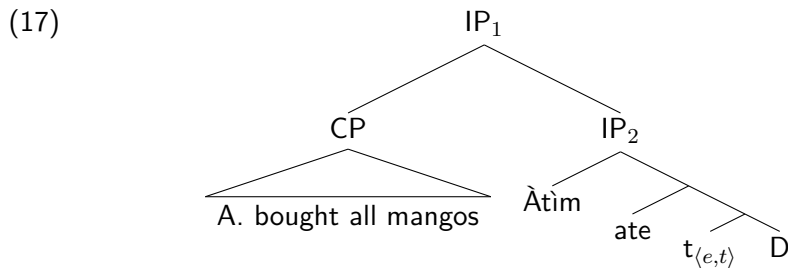 (17)
IP₁
CP IP₂
A. bought all mangos Àtìm
ate
t⟨e,t⟩ D